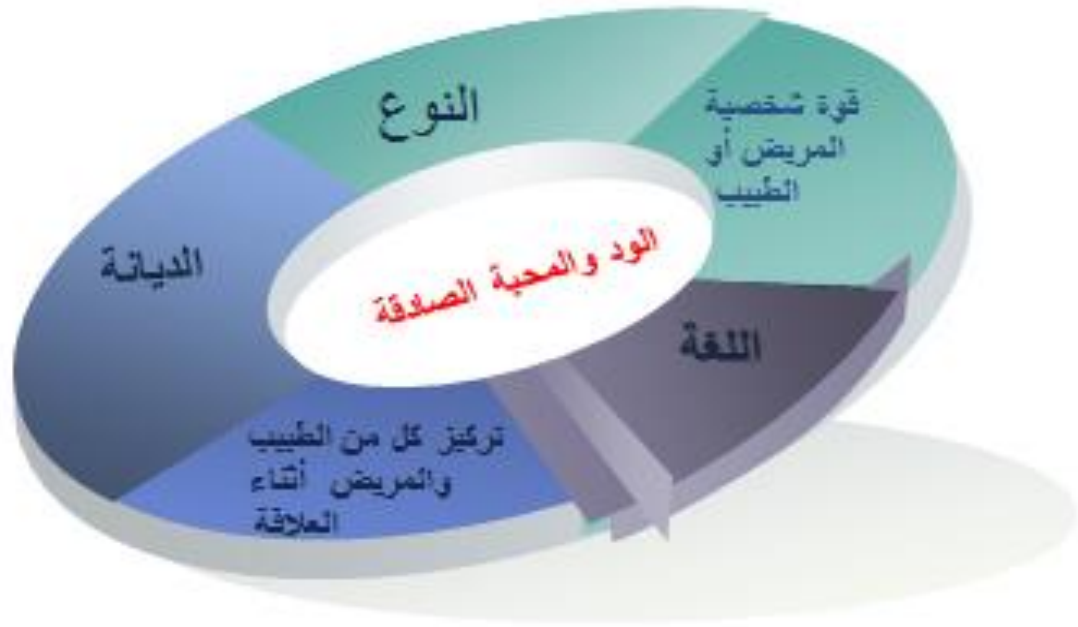 النوع
قوة شخصية
المريض أو
الطبيب
اللغة
تركيز كل من الطبيب
والمريض أثناء
العلاقة
الديانة
الود والمحبة الصادقة